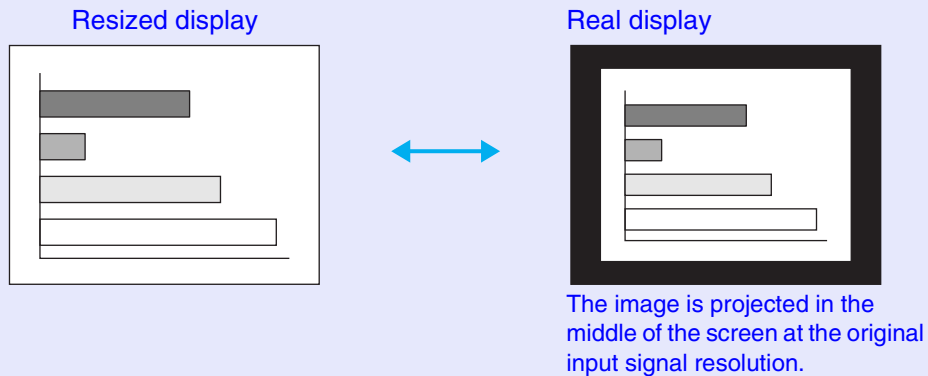 Resized display
Real display
The image is projected in the
middle of the screen at the original
input signal resolution.